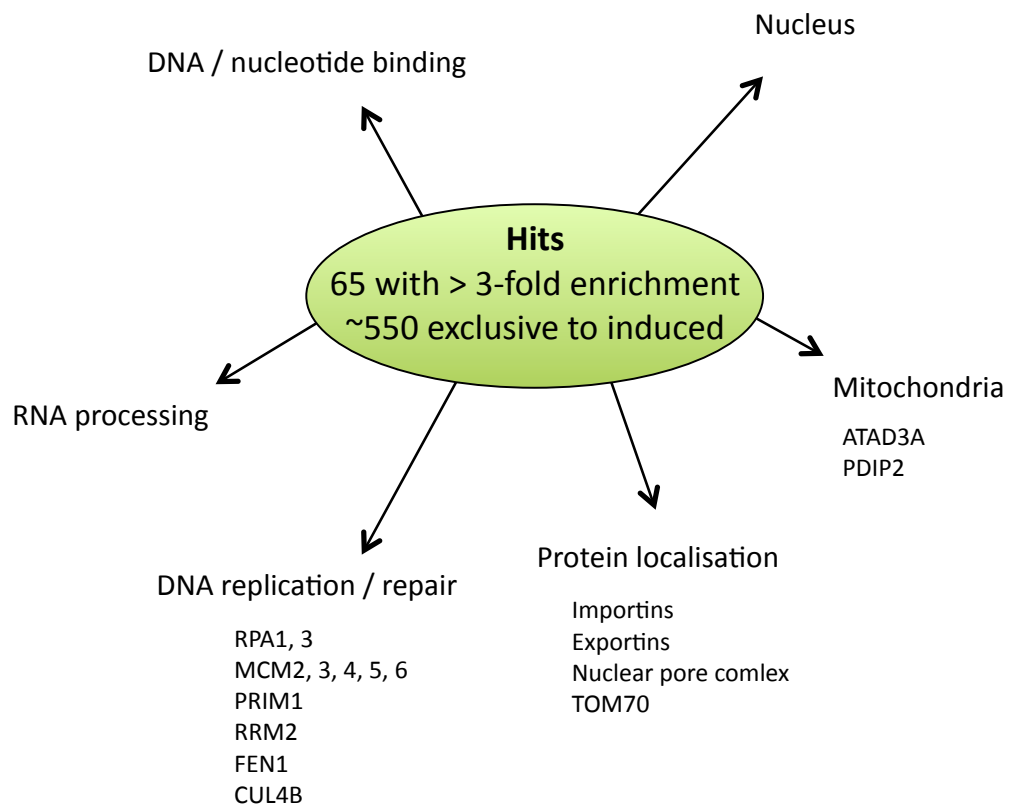 Nucleus
DNA / nucleotide binding
Hits
65 with > 3-fold enrichment
~550 exclusive to induced
Mitochondria
ATAD3A
PDIP2
RNA processing
Protein localisation
Importins
Exportins
Nuclear pore comlex
TOM70
DNA replication / repair
RPA1, 3
MCM2, 3, 4, 5, 6
PRIM1
RRM2
FEN1
CUL4B